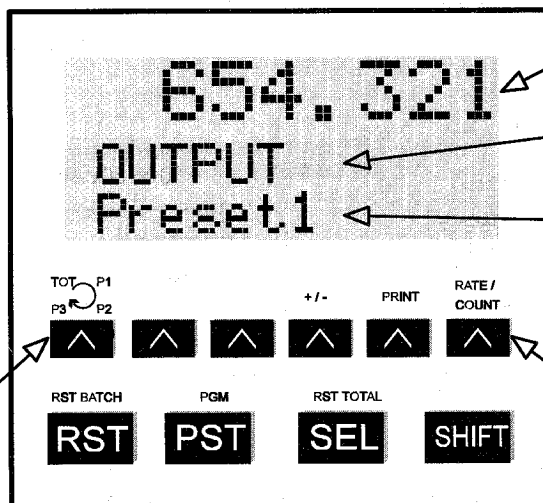 654.321
OUTPUT
Preset1
TOT P1
P3 P2
+ / -
PRINT
RATE /
COUNT
RST BATCH
PGM
RST TOTAL
RST
PST
SEL
SHIFT